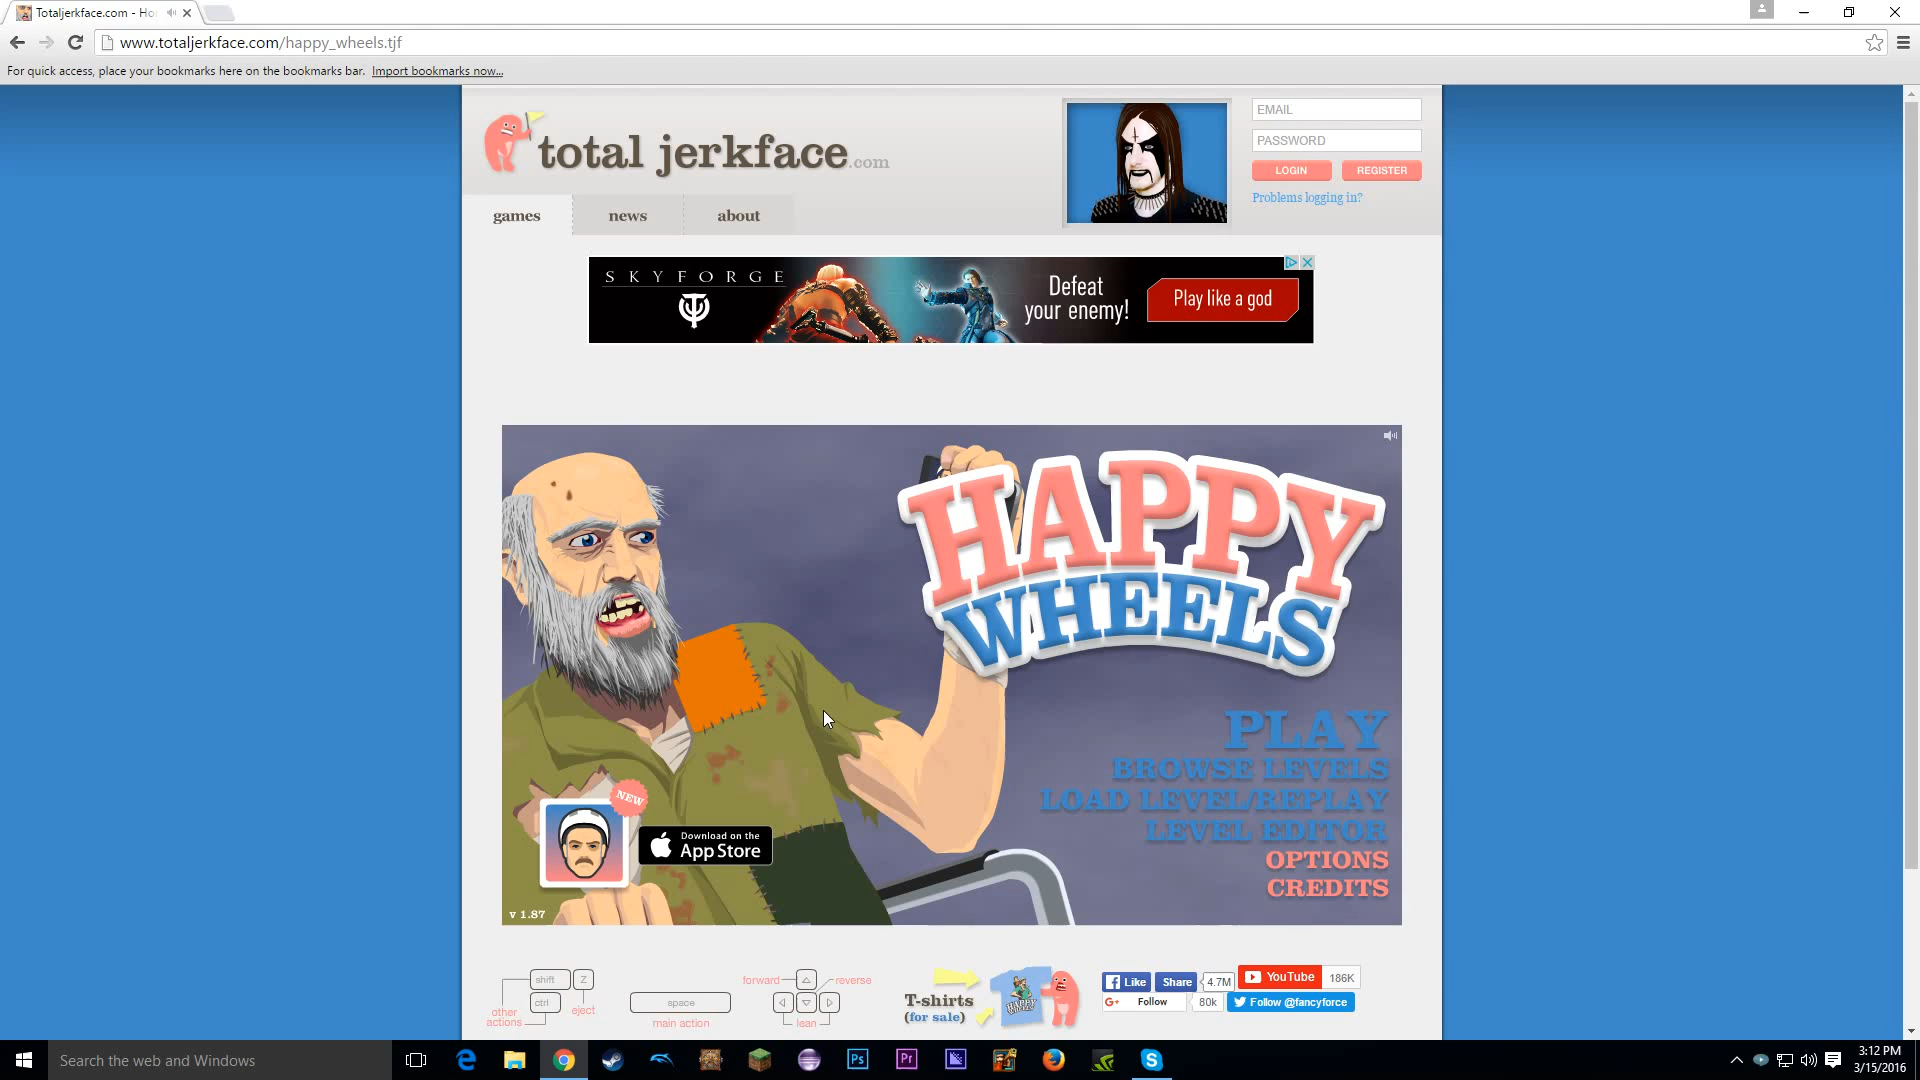 Totaljerkface.com - Ho
www.totaljerkface.com/happy_wheels.tjf
For quick access, place your bookmarks here on the bookmarks bar. Import bookmarks now...
total jerkface.com
EMAIL
PASSWORD
LOGIN REGISTER
Problems logging in?
games news about
SKYFORGE
Defeat
your enemy!
Play like a god
HAPPY
WHEELS
PLAY
BROWSE LEVELS
LOAD LEVEL/REPLAY
LEVEL EDITOR
OPTIONS
CREDITS
NEW
Download on the
App Store
v 1.87
shift Z
ctrl
other
actions
eject
space
main action
forward reverse
lean
T-shirts
(for sale)
HAPPY
WHEELS
Like Share 4.7M
YouTube 186K
G+ Follow 80k
Follow @fancyforce
Search the web and Windows
Ps
Pr
3:12 PM
3/15/2016